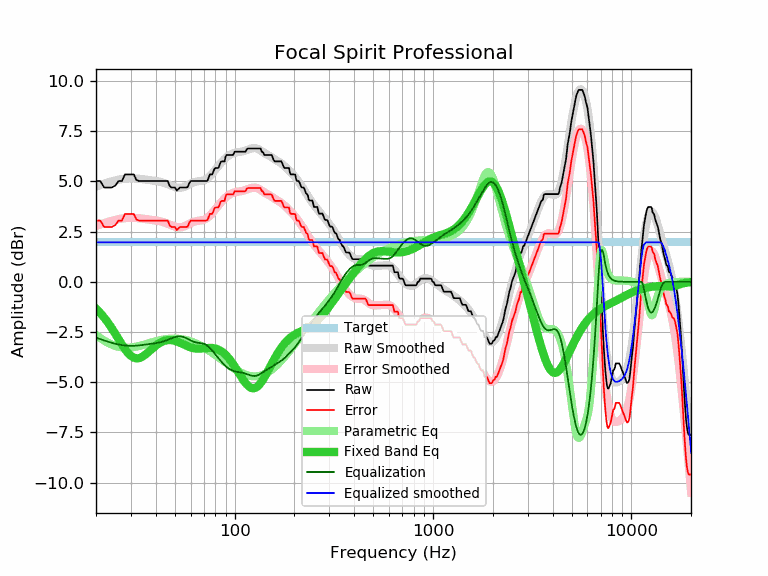 Focal Spirit Professional
10.0
7.5
5.0
2.5
0.0
−2.5
−5.0
−7.5
−10.0
Amplitude (dBr)
Target
Raw Smoothed
Error Smoothed
Raw
Error
Parametric Eq
Fixed Band Eq
Equalization
Equalized smoothed
100 1000 10000
Frequency (Hz)